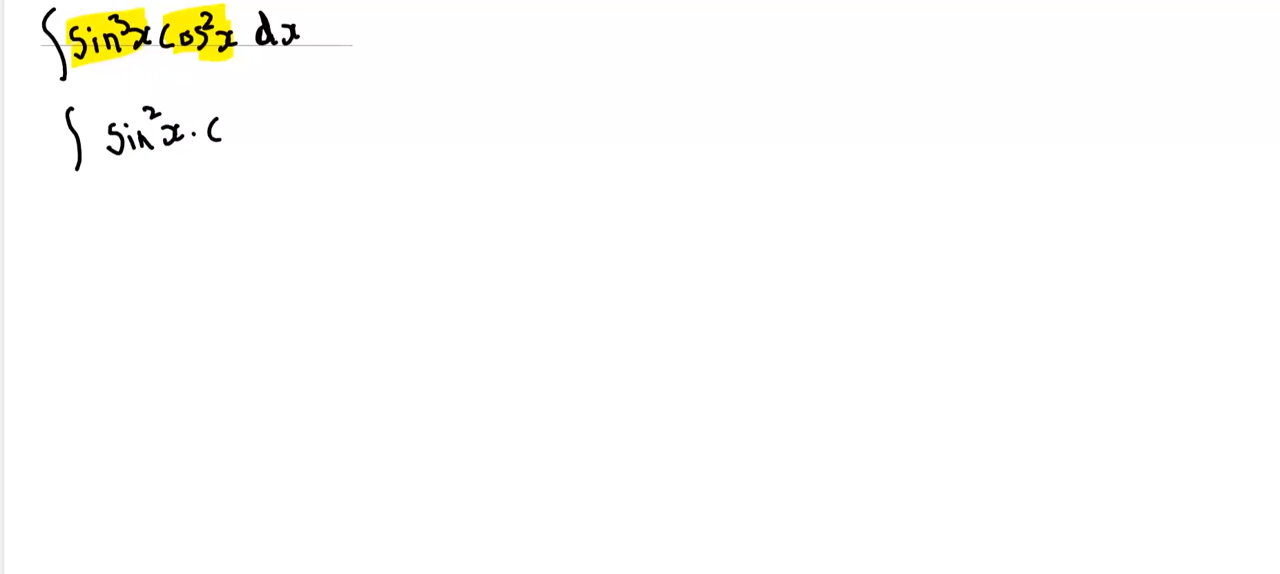 ∫ Sin³x Cos²x dx
∫ Sin²x · C